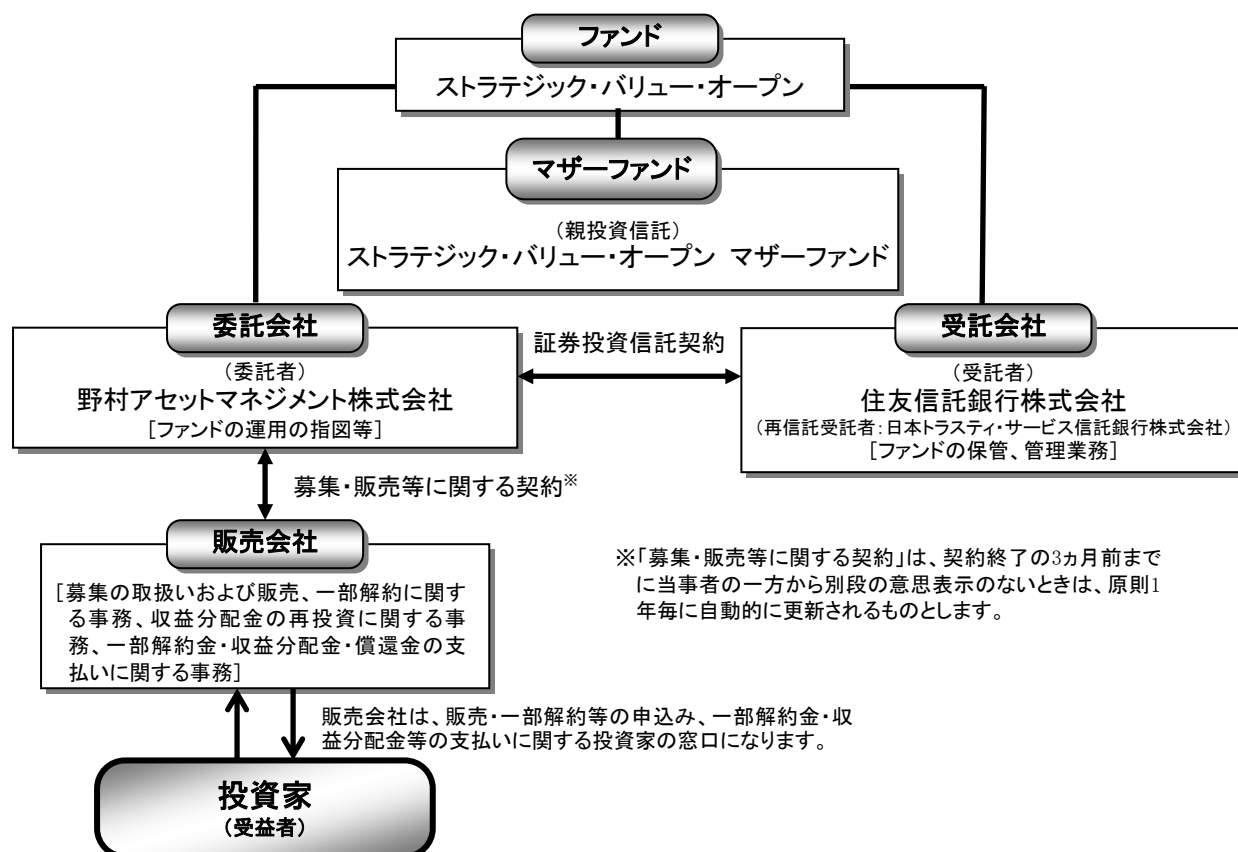 ファンド
ストラテジック・バリュー・オープン
マザーファンド
（親投資信託）
ストラテジック・バリュー・オープン マザーファンド
委託会社
（委託者）
野村アセットマネジメント株式会社
[ファンドの運用の指図等]
証券投資信託契約
受託会社
（受託者）
住友信託銀行株式会社
（再信託受託者：日本トラスティ・サービス信託銀行株式会社）
[ファンドの保管、管理業務]
募集・販売等に関する契約※
販売会社
[募集の取扱いおよび販売、一部解約に関す
る事務、収益分配金の再投資に関する事
務、一部解約金・収益分配金・償還金の支
払いに関する事務]
※「募集・販売等に関する契約」は、契約終了の3ヵ月前まで
に当事者の一方から別段の意思表示のないときは、原則1
年毎に自動的に更新されるものとします。
販売会社は、販売・一部解約等の申込み、一部解約金・収
益分配金等の支払いに関する投資家の窓口になります。
投資家
（受益者）